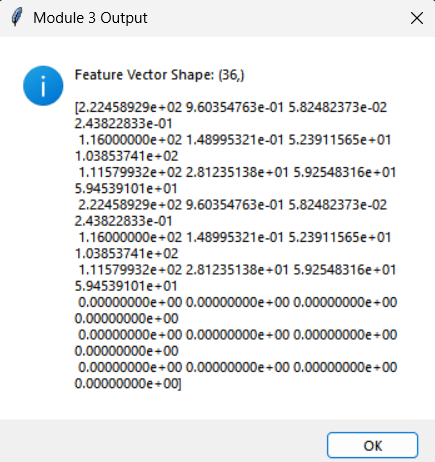 Module 3 Output
Feature Vector Shape: (36,)
[2.22458929e+02 9.60354763e-01 5.82482373e-02
2.43822833e-01
1.16000000e+02 1.48995321e-01 5.23911565e+01
1.03853741e+02
1.11579932e+02 2.81235138e+01 5.92548316e+01
5.94539101e+01
2.22458929e+02 9.60354763e-01 5.82482373e-02
2.43822833e-01
1.16000000e+02 1.48995321e-01 5.23911565e+01
1.03853741e+02
1.11579932e+02 2.81235138e+01 5.92548316e+01
5.94539101e+01
0.00000000e+00 0.00000000e+00 0.00000000e+00
0.00000000e+00
0.00000000e+00 0.00000000e+00 0.00000000e+00
0.00000000e+00
0.00000000e+00 0.00000000e+00 0.00000000e+00
0.00000000e+00]
OK